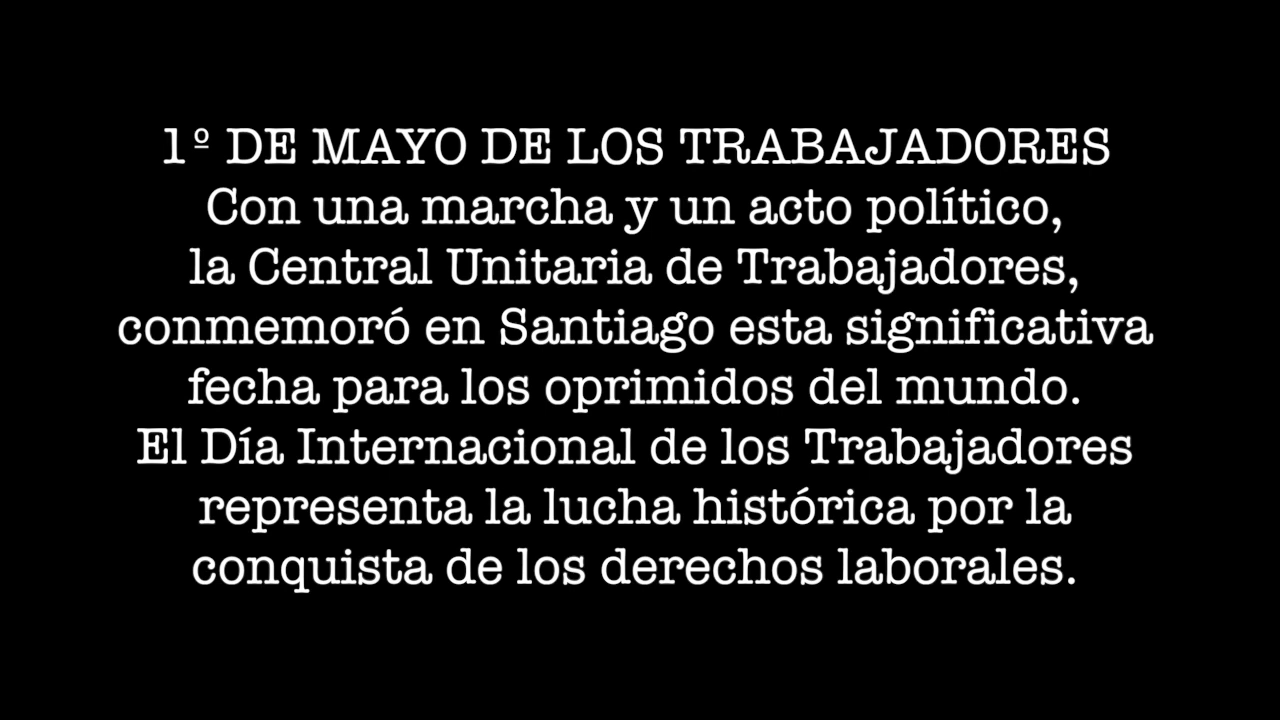 1º DE MAYO DE LOS TRABAJADORES
Con una marcha y un acto político,
la Central Unitaria de Trabajadores,
conmemoró en Santiago esta significativa
fecha para los oprimidos del mundo.
El Día Internacional de los Trabajadores
representa la lucha histórica por la
conquista de los derechos laborales.